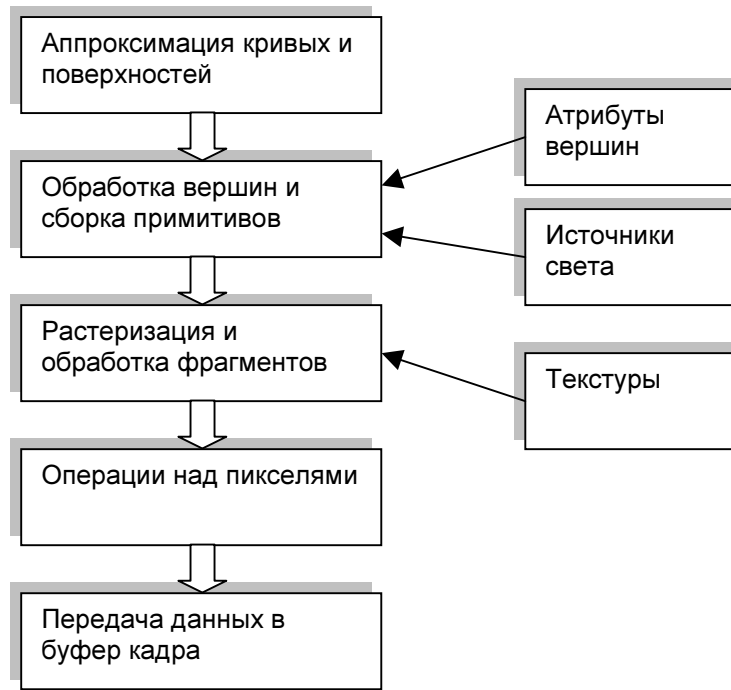 Аппроксимация кривых и
поверхностей
Атрибуты
вершин
Обработка вершин и
сборка примитивов
Источники
света
Растеризация и
обработка фрагментов
Текстуры
Операции над пикселями
Передача данных в
буфер кадра